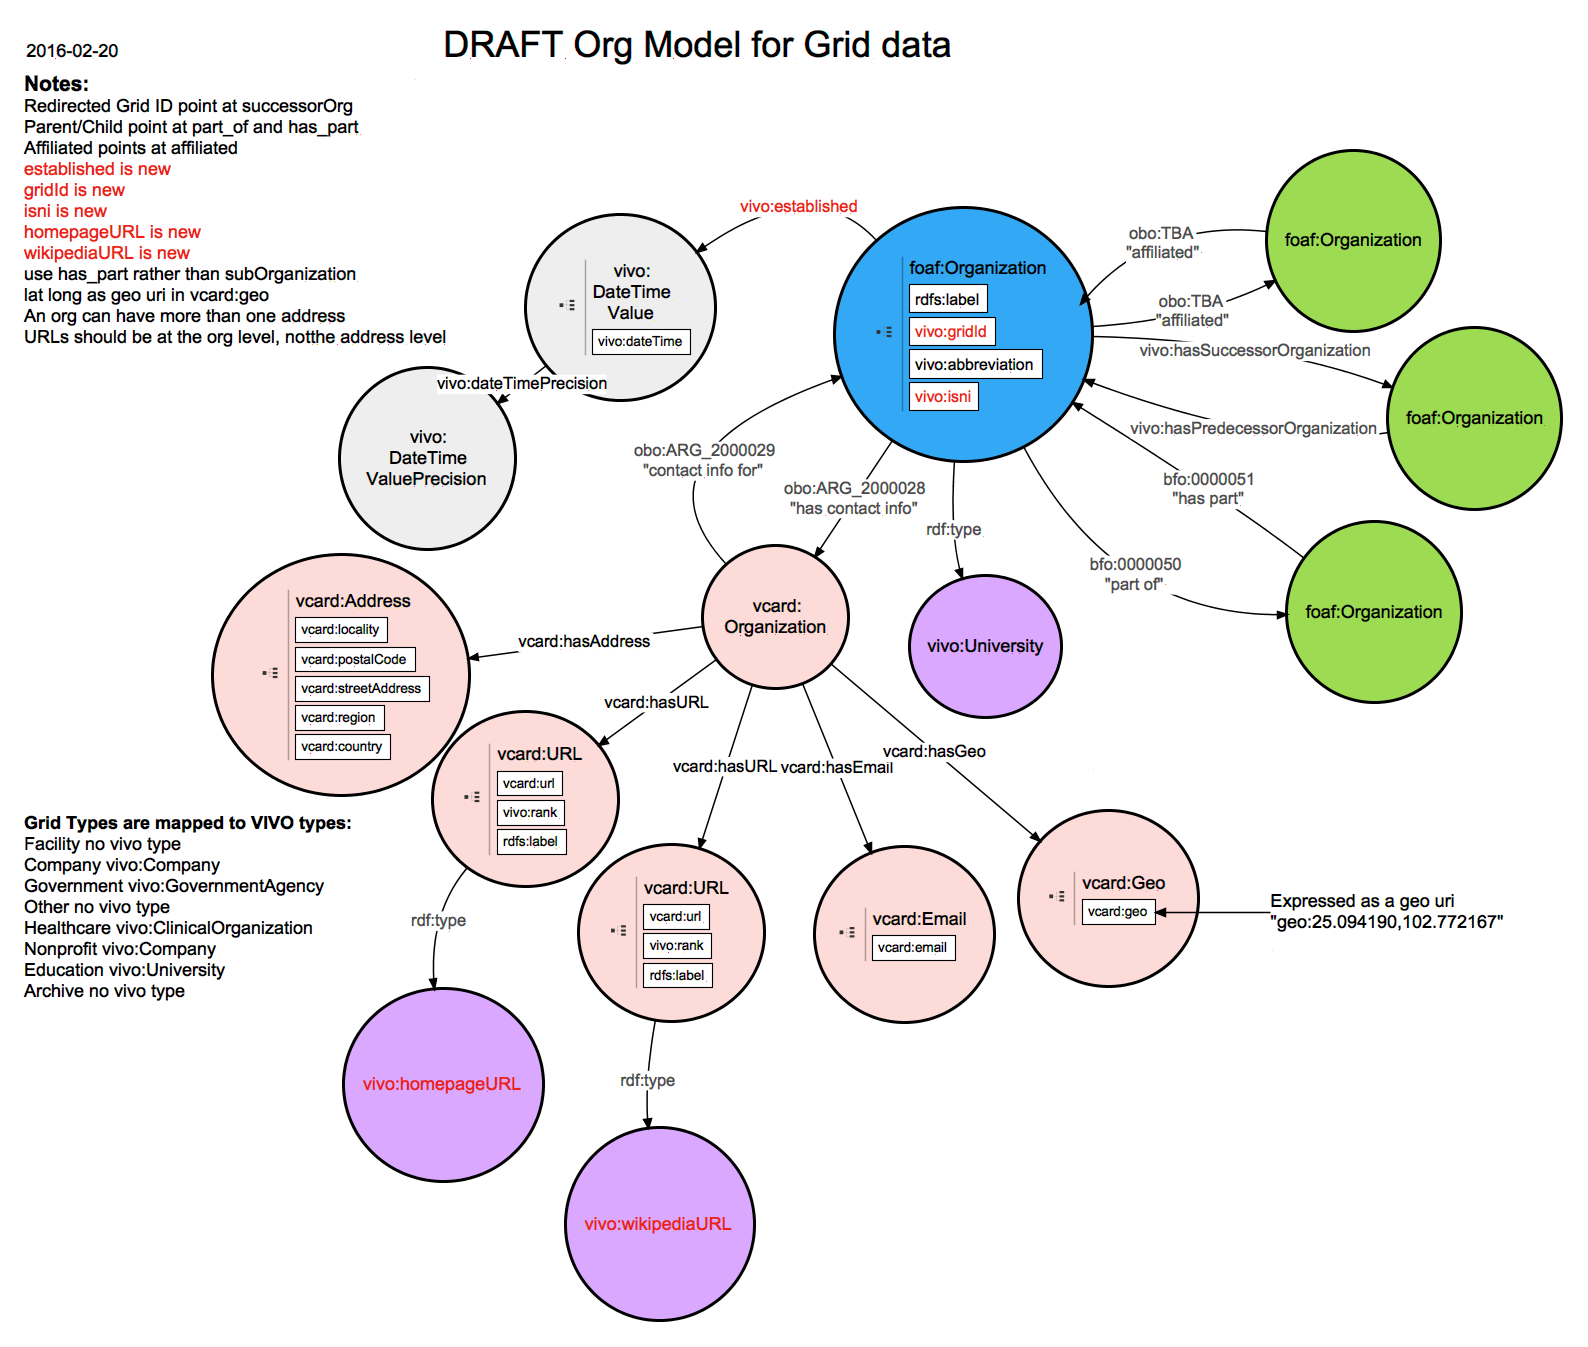 DRAFT Org Model for Grid data
2016-02-20
Notes:
Redirected Grid ID point at successorOrg
Parent/Child point at part_of and has_part
Affiliated points at affiliated
established is new
gridId is new
isni is new
homepageURL is new
wikipediaURL is new
use has_part rather than subOrganization
lat long as geo uri in vcard:geo
An org can have more than one address
URLs should be at the org level, notthe address level
vivo:established
vivo:
DateTime
Value
vivo:dateTime
vivo:dateTimePrecision
vivo:
DateTime
ValuePrecision
foaf:Organization
rdfs:label
vivo:gridId
vivo:abbreviation
vivo:isni
obo:TBA
"affiliated"
obo:TBA
"affiliated"
foaf:Organization
vivo:hasSuccessorOrganization
vivo:hasPredecessorOrganization
foaf:Organization
bfo:0000051
"has part"
bfo:0000050
"part of"
foaf:Organization
obo:ARG_2000029
"contact info for"
obo:ARG_2000028
"has contact info"
rdf:type
vivo:University
vcard:
Organization
vcard:hasAddress
vcard:Address
vcard:locality
vcard:postalCode
vcard:streetAddress
vcard:region
vcard:country
vcard:hasURL
vcard:URL
vcard:url
vivo:rank
rdfs:label
vcard:hasURL
vcard:hasEmail
vcard:hasGeo
vcard:URL
vcard:url
vivo:rank
rdfs:label
vcard:Email
vcard:email
vcard:Geo
vcard:geo
Expressed as a geo uri
"geo:25.094190,102.772167"
Grid Types are mapped to VIVO types:
Facility no vivo type
Company vivo:Company
Government vivo:GovernmentAgency
Other no vivo type
Healthcare vivo:ClinicalOrganization
Nonprofit vivo:Company
Education vivo:University
Archive no vivo type
rdf:type
vivo:homepageURL
rdf:type
vivo:wikipediaURL